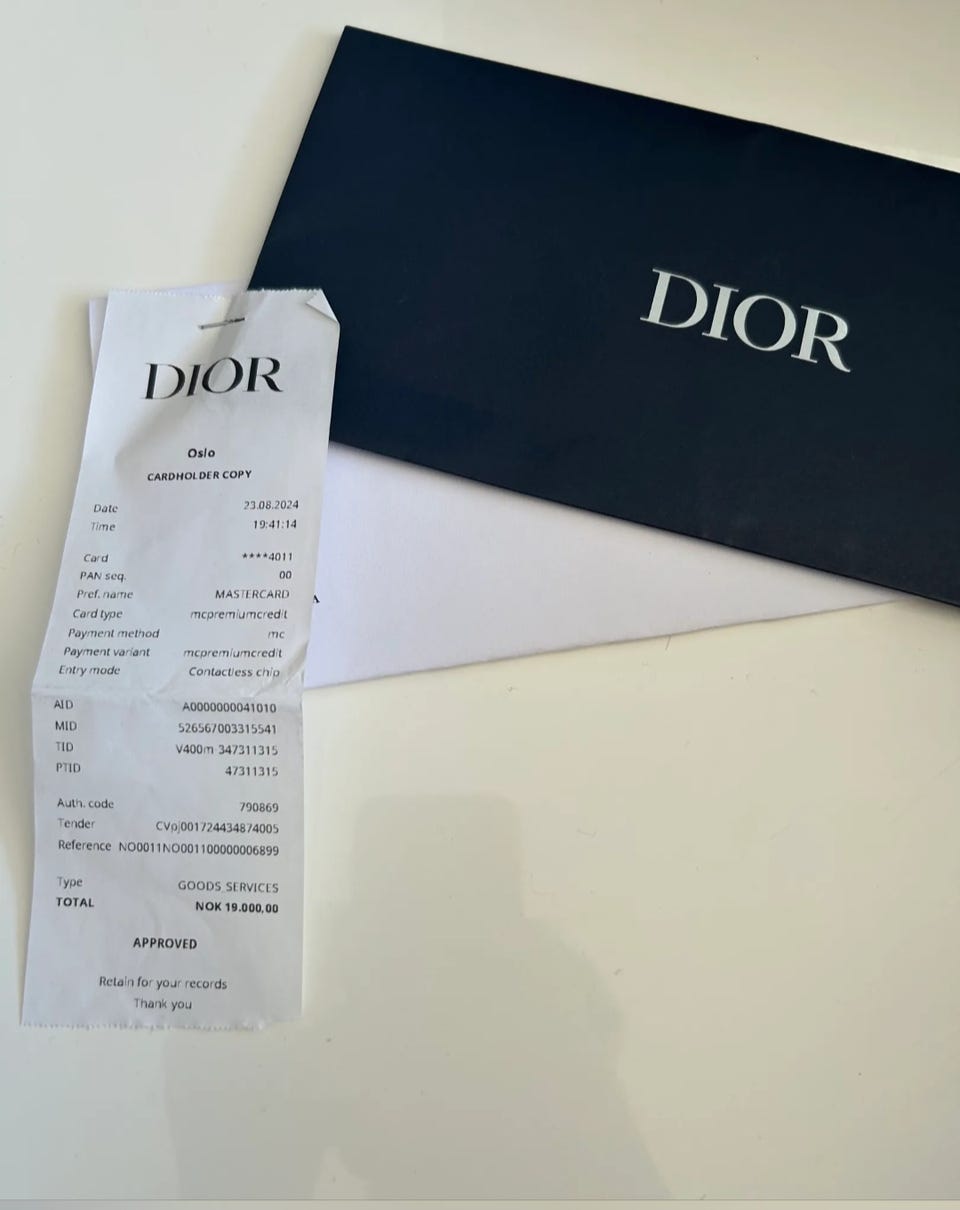 DIOR
DIOR
Oslo
CARDHOLDER COPY
Date 23.08.2024
Time 19:41:14
Card ****4011
PAN seq. 00
Pref. name MASTERCARD
Card type mcpremiumcredit
Payment method mc
Payment variant mcpremiumcredit
Entry mode Contactless chip
AID A0000000041010
MID 526567003315541
TID V400m 347311315
PTID 47311315
Auth. code 790869
Tender CVpj001724434874005
Reference NO0011NO001100000006899
Type GOODS_SERVICES
TOTAL NOK 19.000,00
APPROVED
Retain for your records
Thank you